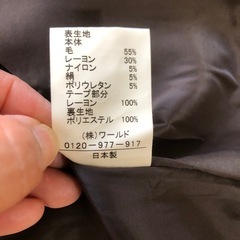 表生地
本体
毛 55%
レーヨン 30%
ナイロン 5%
絹 5%
ポリウレタン 5%
テープ部分
レーヨン 100%
裏生地
ポリエステル 100%
(株)ワールド
0120-977-917
日本製